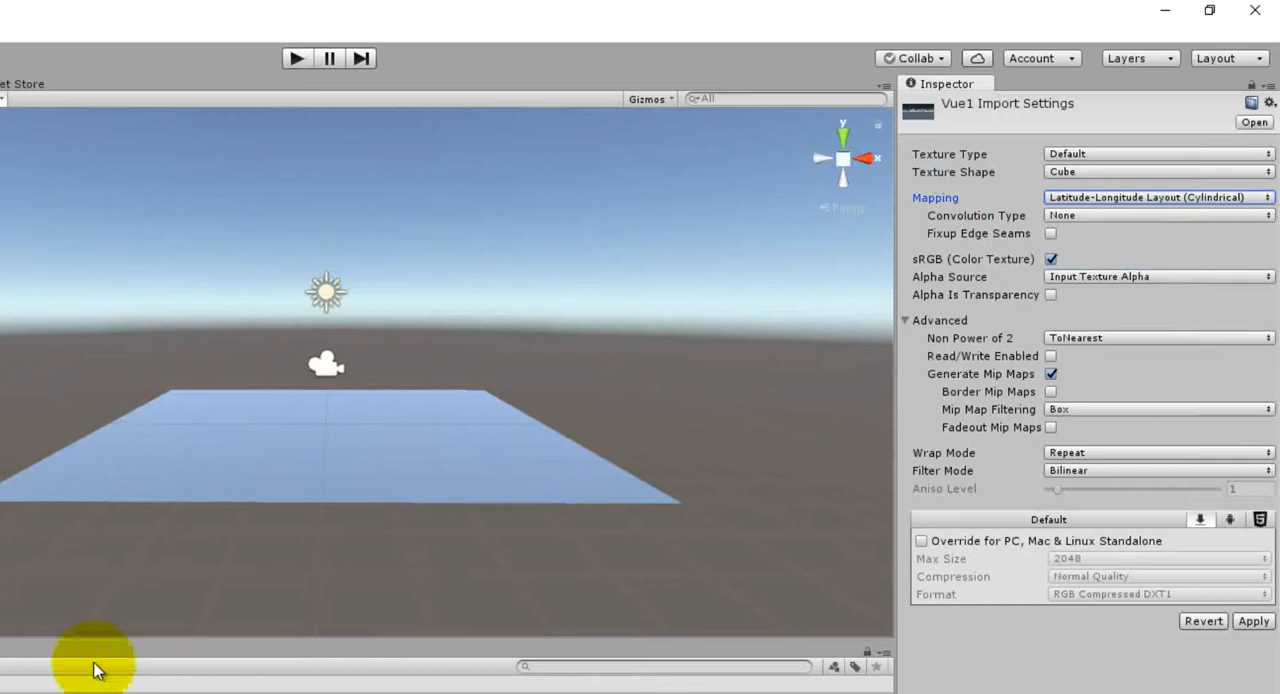 Collab
Account
Layers
Layout
et Store
Inspector
Gizmos
All
Vue1 Import Settings
Open
y
x
Persp
Texture Type Default
Texture Shape Cube
Mapping Latitude-Longitude Layout (Cylindrical)
Convolution Type None
Fixup Edge Seams
sRGB (Color Texture)
Alpha Source Input Texture Alpha
Alpha Is Transparency
Advanced
Non Power of 2 ToNearest
Read/Write Enabled
Generate Mip Maps
Border Mip Maps
Mip Map Filtering Box
Fadeout Mip Maps
Wrap Mode Repeat
Filter Mode Bilinear
Aniso Level 1
Default
Override for PC, Mac & Linux Standalone
Max Size 2048
Compression Normal Quality
Format RGB Compressed DXT1
Revert Apply